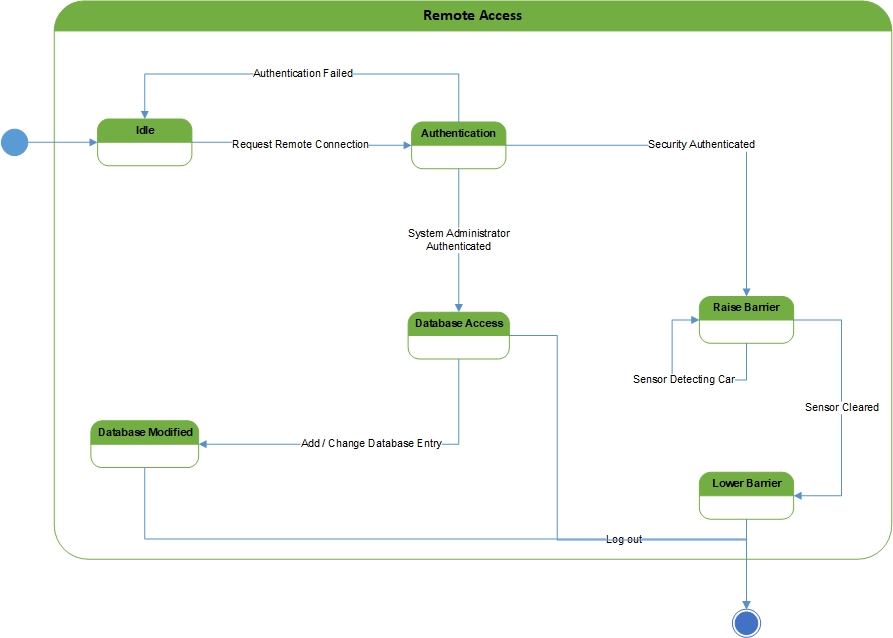 Remote Access
Authentication Failed
Idle
Authentication
Request Remote Connection
Security Authenticated
System Administrator
Authenticated
Raise Barrier
Database Access
Sensor Detecting Car
Sensor Cleared
Database Modified
Add / Change Database Entry
Lower Barrier
Log out